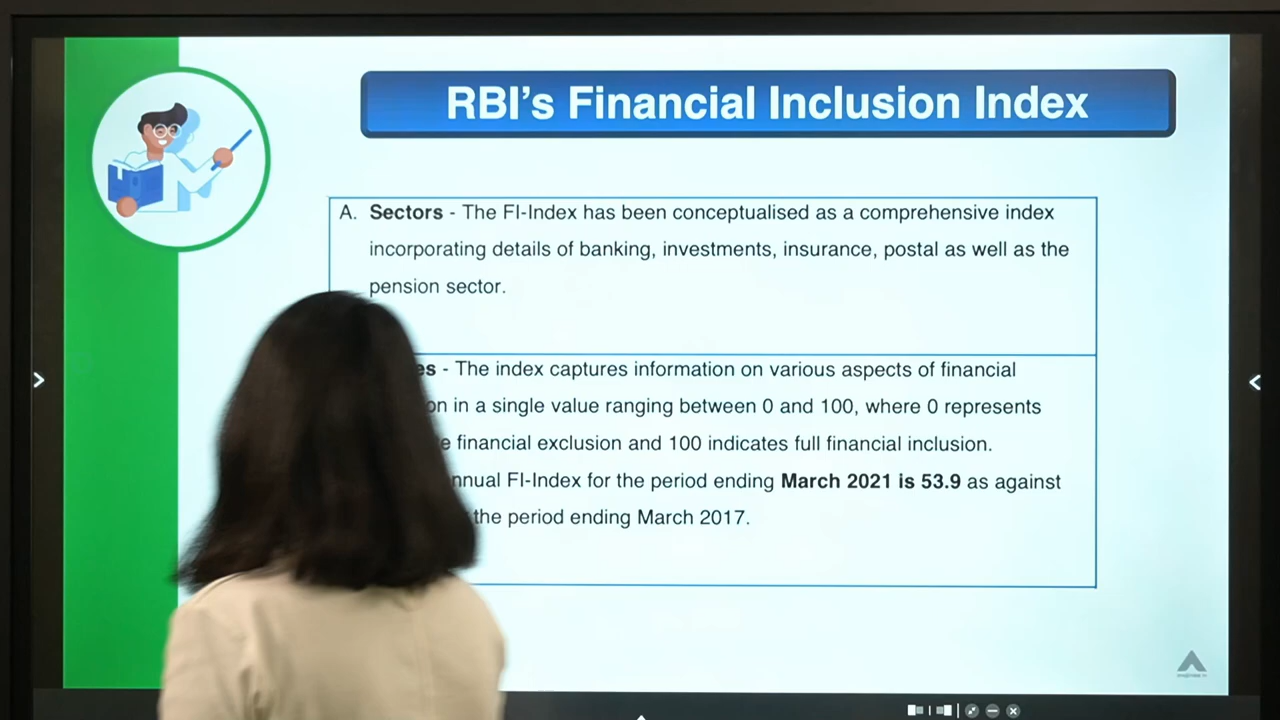 RBI's Financial Inclusion Index
A. Sectors - The FI-Index has been conceptualised as a comprehensive index
incorporating details of banking, investments, insurance, postal as well as the
pension sector.
- The index captures information on various aspects of financial
in a single value ranging between 0 and 100, where 0 represents
financial exclusion and 100 indicates full financial inclusion.
FI-Index for the period ending March 2021 is 53.9 as against
the period ending March 2017.